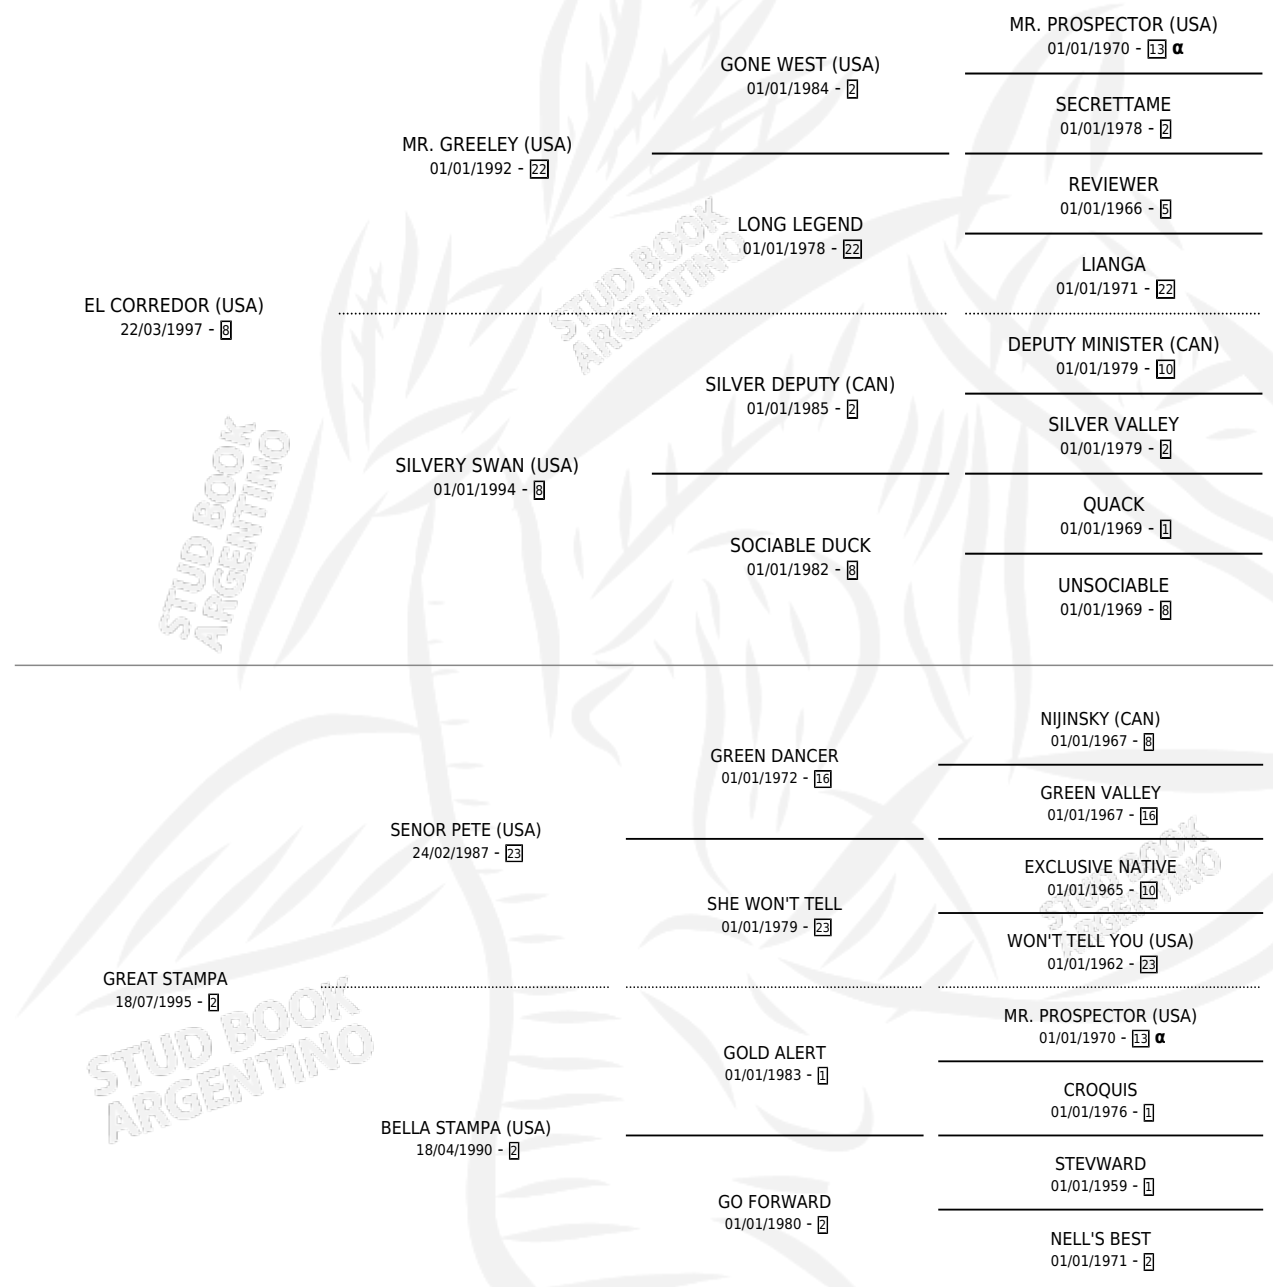 MR. PROSPECTOR (USA)
01/01/1970 - 13 α
GONE WEST (USA)
01/01/1984 - 2
SECRETTAME
01/01/1978 - 2
MR. GREELEY (USA)
01/01/1992 - 22
REVIEWER
01/01/1966 - 5
LONG LEGEND
01/01/1978 - 22
LIANGA
01/01/1971 - 22
EL CORREDOR (USA)
22/03/1997 - 8
DEPUTY MINISTER (CAN)
01/01/1979 - 10
SILVER DEPUTY (CAN)
01/01/1985 - 2
SILVER VALLEY
01/01/1979 - 2
SILVERY SWAN (USA)
01/01/1994 - 8
QUACK
01/01/1969 - 1
SOCIABLE DUCK
01/01/1982 - 8
UNSOCIABLE
01/01/1969 - 8
NIJINSKY (CAN)
01/01/1967 - 8
GREEN DANCER
01/01/1972 - 16
GREEN VALLEY
01/01/1967 - 16
SENOR PETE (USA)
24/02/1987 - 23
EXCLUSIVE NATIVE
01/01/1965 - 10
SHE WON'T TELL
01/01/1979 - 23
WON'T TELL YOU (USA)
01/01/1962 - 23
GREAT STAMPA
18/07/1995 - 2
MR. PROSPECTOR (USA)
01/01/1970 - 13 α
GOLD ALERT
01/01/1983 - 1
CROQUIS
01/01/1976 - 1
BELLA STAMPA (USA)
18/04/1990 - 2
STEVWARD
01/01/1959 - 1
GO FORWARD
01/01/1980 - 2
NELL'S BEST
01/01/1971 - 2
STUD BOOK
ARGENTINO
STUD BOOK
ARGENTINO
STUD BOOK
ARGENTINO
STUD BOOK
ARGENTINO